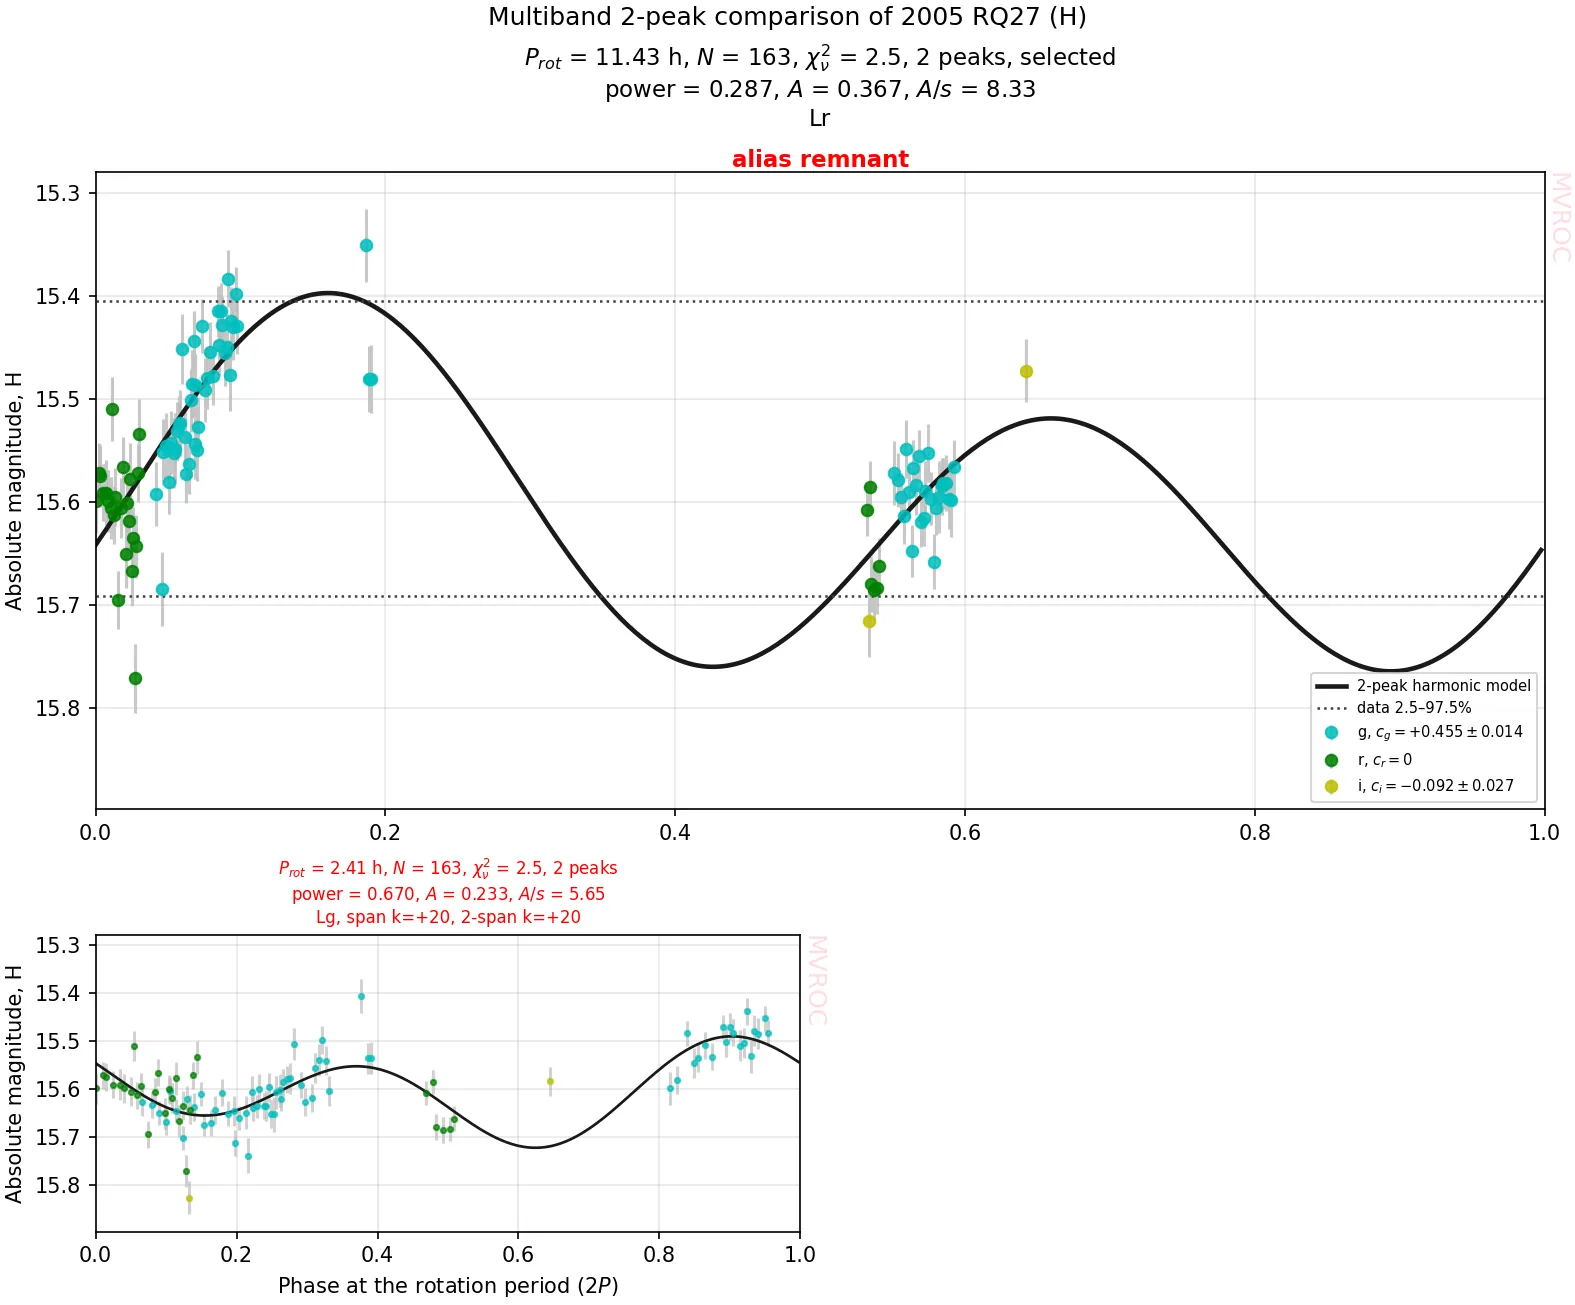 Multiband 2-peak comparison of 2005 RQ27 (H)
P_rot = 11.43 h, N = 163, χ²_ν = 2.5, 2 peaks, selected
power = 0.287, A = 0.367, A/s = 8.33
Lr
alias remnant
MVROC
15.3
15.4
15.5
15.6
15.7
15.8
Absolute magnitude, H
2-peak harmonic model
data 2.5–97.5%
g, c_g = +0.455 ± 0.014
r, c_r = 0
i, c_i = −0.092 ± 0.027
0.0 0.2 0.4 0.6 0.8 1.0
P_rot = 2.41 h, N = 163, χ²_ν = 2.5, 2 peaks
power = 0.670, A = 0.233, A/s = 5.65
Lg, span k=+20, 2-span k=+20
MVROC
15.3
15.4
15.5
15.6
15.7
15.8
Absolute magnitude, H
0.0 0.2 0.4 0.6 0.8 1.0
Phase at the rotation period (2P)